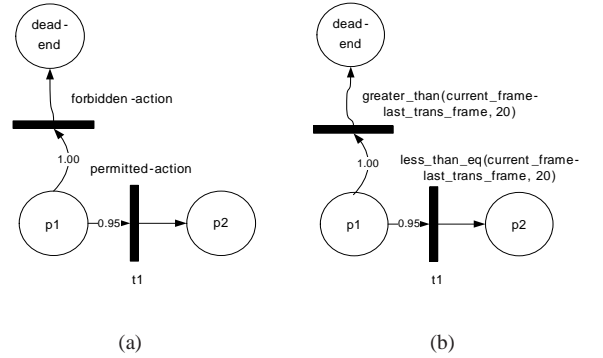 dead-
end
forbidden-action
1.00
permitted-action
p1
0.95
p2
t1
(a)
dead-
end
greater_than(current_frame-
last_trans_frame, 20)
1.00
less_than_eq(current_frame-
last_trans_frame, 20)
p1
0.95
p2
t1
(b)